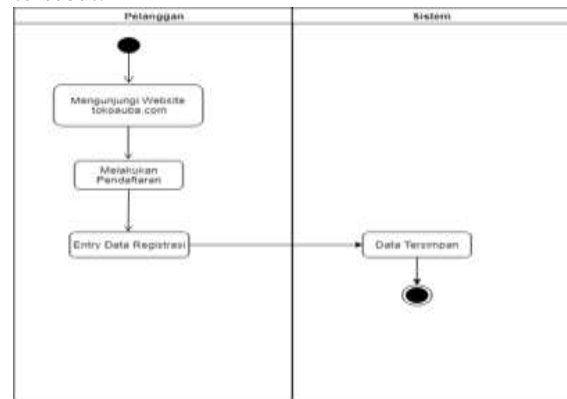 Pelanggan
Sistem
Mengunjungi Website
tokoauba.com
Melakukan
Pendaftaran
Entry Data Registrasi
Data Tersimpan